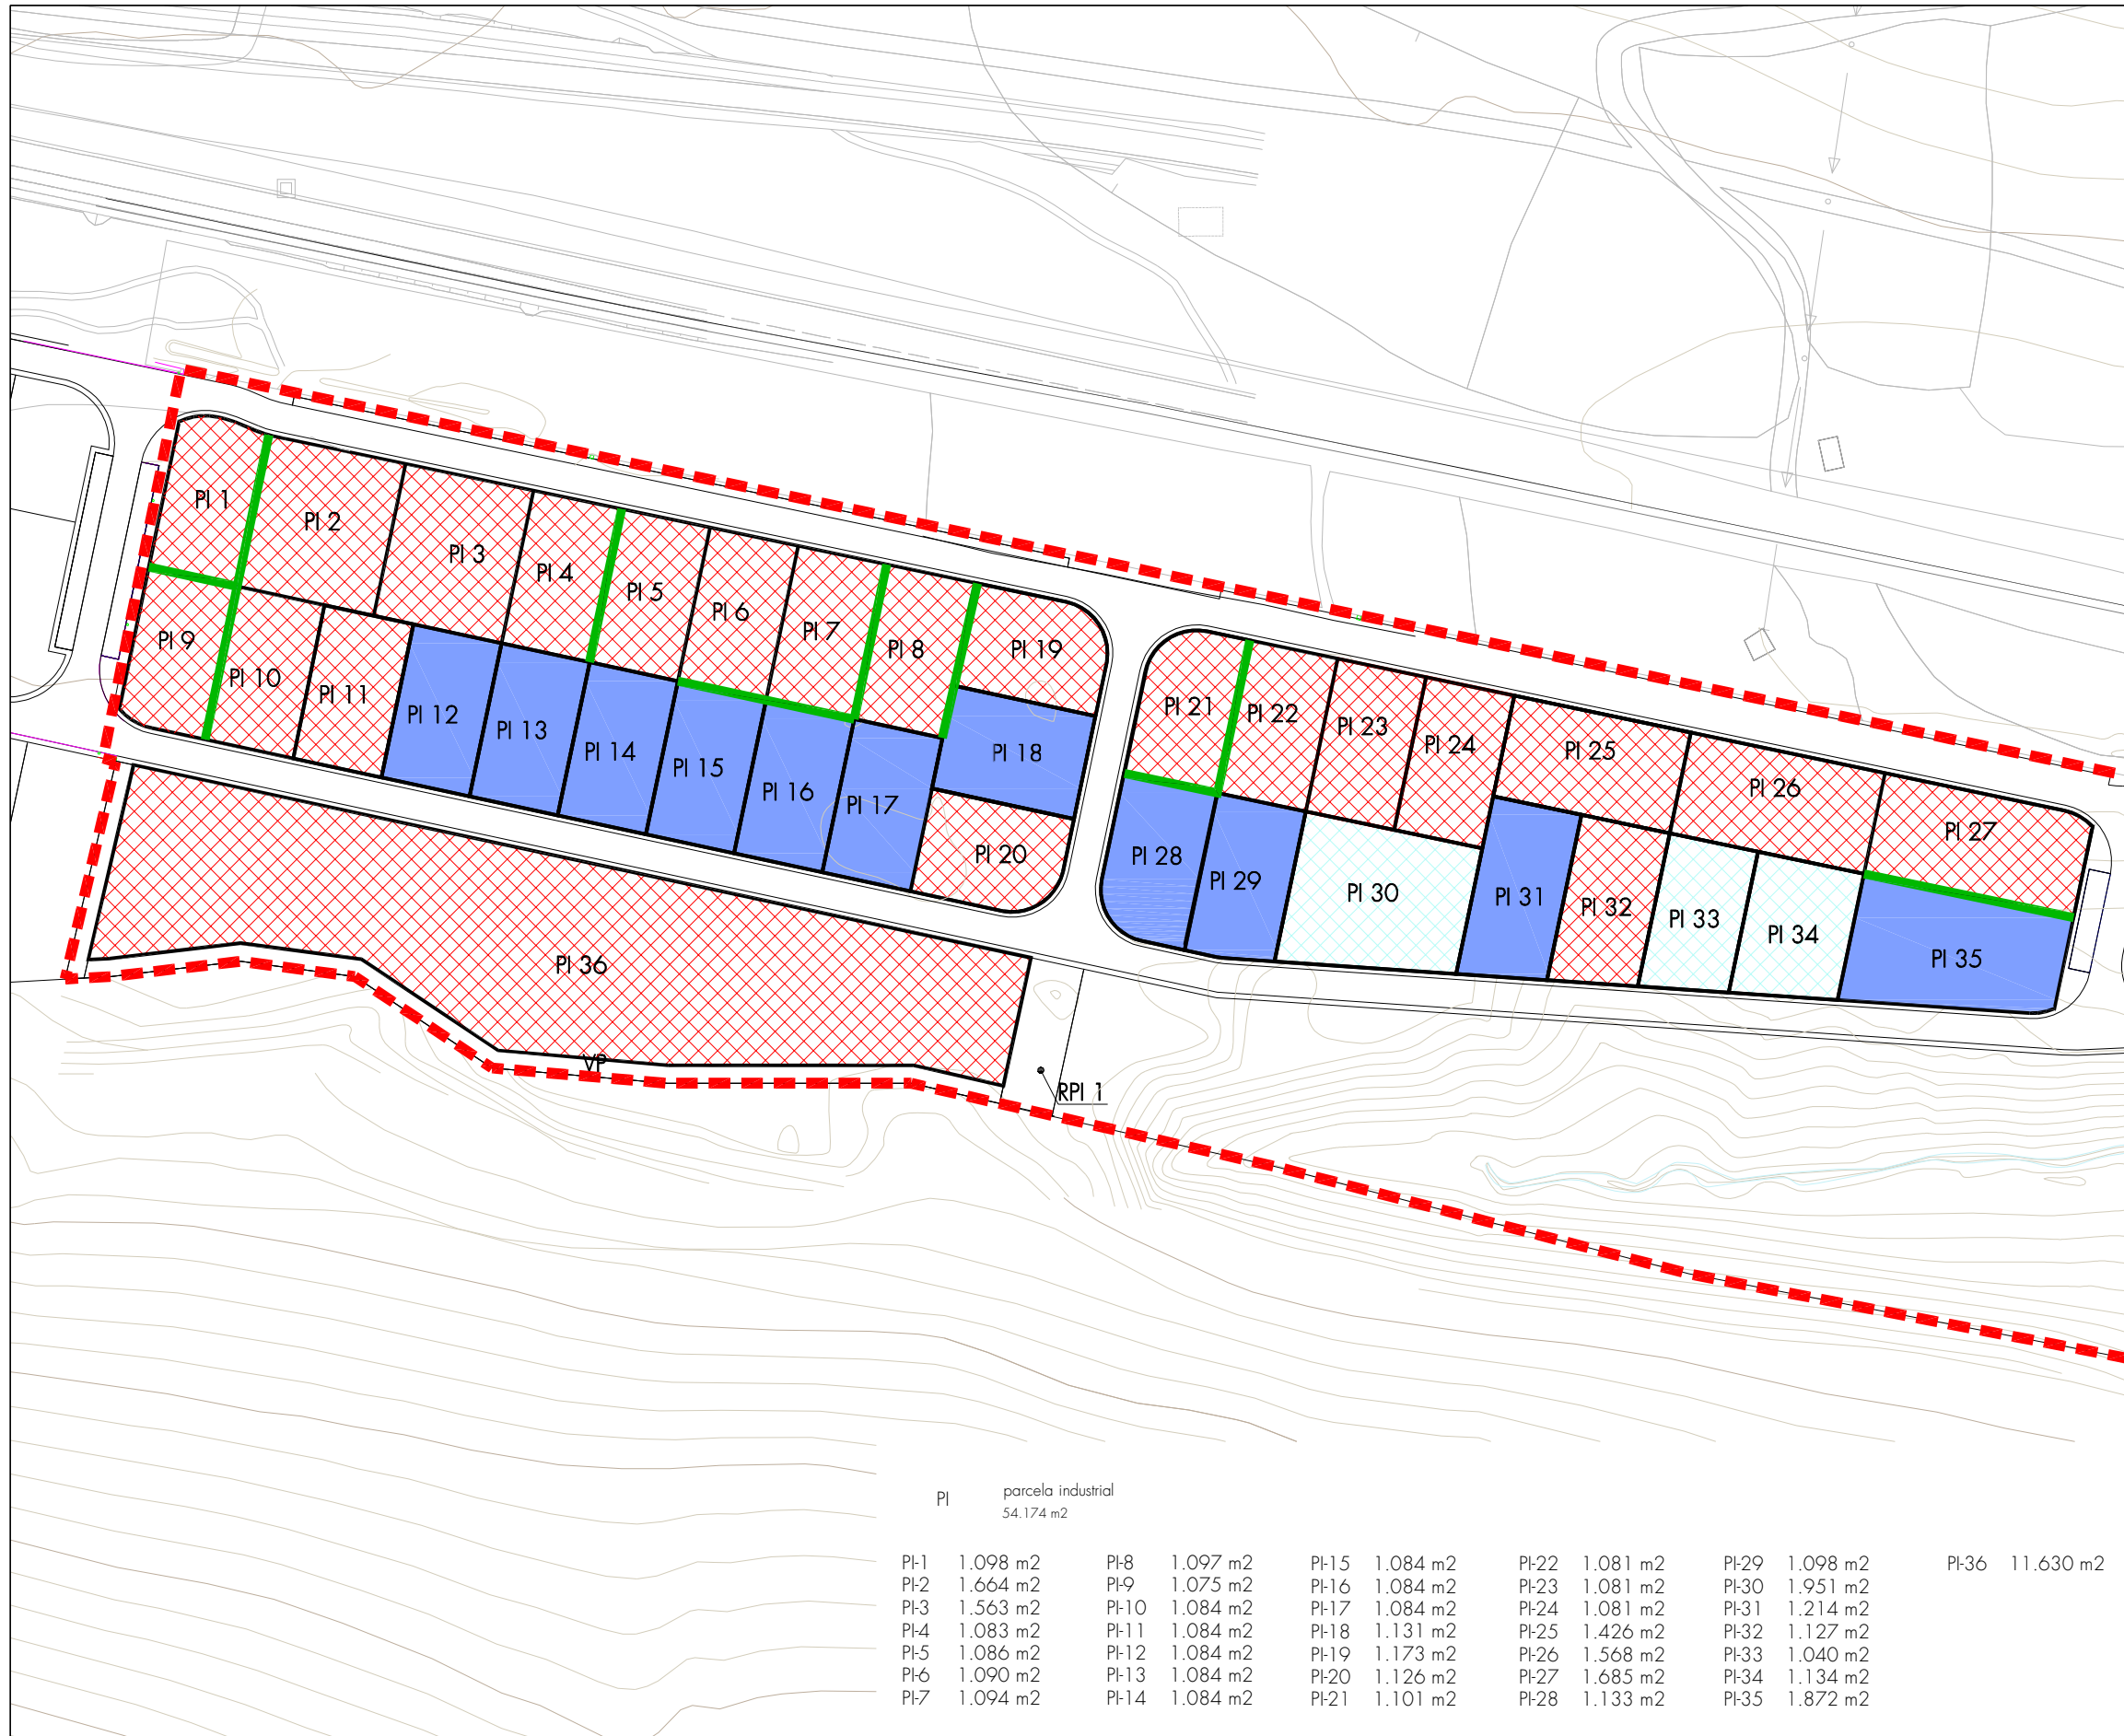 PI 1
PI 2
PI 3
PI 4
PI 5
PI 6
PI 7
PI 8
PI 19
PI 9
PI 10
PI 11
PI 12
PI 13
PI 14
PI 15
PI 16
PI 17
PI 18
PI 20
PI 21
PI 22
PI 23
PI 24
PI 25
PI 26
PI 27
PI 28
PI 29
PI 30
PI 31
PI 32
PI 33
PI 34
PI 35
PI 36
VP
RPI 1
PI parcela industrial
54.174 m2
PI-1 1.098 m2 PI-8 1.097 m2 PI-15 1.084 m2 PI-22 1.081 m2 PI-29 1.098 m2 PI-36 11.630 m2
PI-2 1.664 m2 PI-9 1.075 m2 PI-16 1.084 m2 PI-23 1.081 m2 PI-30 1.951 m2
PI-3 1.563 m2 PI-10 1.084 m2 PI-17 1.084 m2 PI-24 1.081 m2 PI-31 1.214 m2
PI-4 1.083 m2 PI-11 1.084 m2 PI-18 1.131 m2 PI-25 1.426 m2 PI-32 1.127 m2
PI-5 1.086 m2 PI-12 1.084 m2 PI-19 1.173 m2 PI-26 1.568 m2 PI-33 1.040 m2
PI-6 1.090 m2 PI-13 1.084 m2 PI-20 1.126 m2 PI-27 1.685 m2 PI-34 1.134 m2
PI-7 1.094 m2 PI-14 1.084 m2 PI-21 1.101 m2 PI-28 1.133 m2 PI-35 1.872 m2